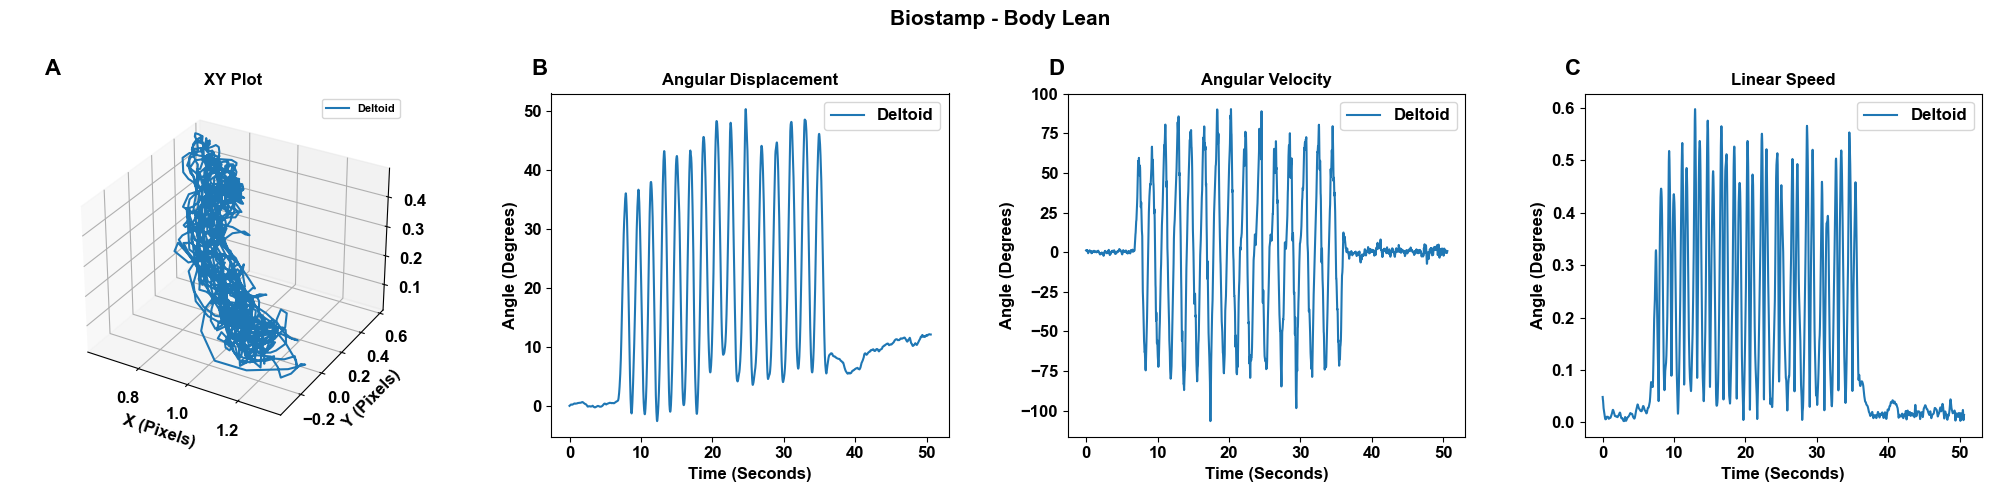 Biostamp - Body Lean
A
XY Plot
Deltoid
0.4
0.3
0.2
0.1
0.6
0.4
0.2
0.0
−0.2
0.8
1.0
1.2
X (Pixels)
Y (Pixels)
B
Angular Displacement
Deltoid
50
40
30
20
10
0
Angle (Degrees)
0 10 20 30 40 50
Time (Seconds)
D
Angular Velocity
Deltoid
100
75
50
25
0
−25
−50
−75
−100
Angle (Degrees)
0 10 20 30 40 50
Time (Seconds)
C
Linear Speed
Deltoid
0.6
0.5
0.4
0.3
0.2
0.1
0.0
Angle (Degrees)
0 10 20 30 40 50
Time (Seconds)